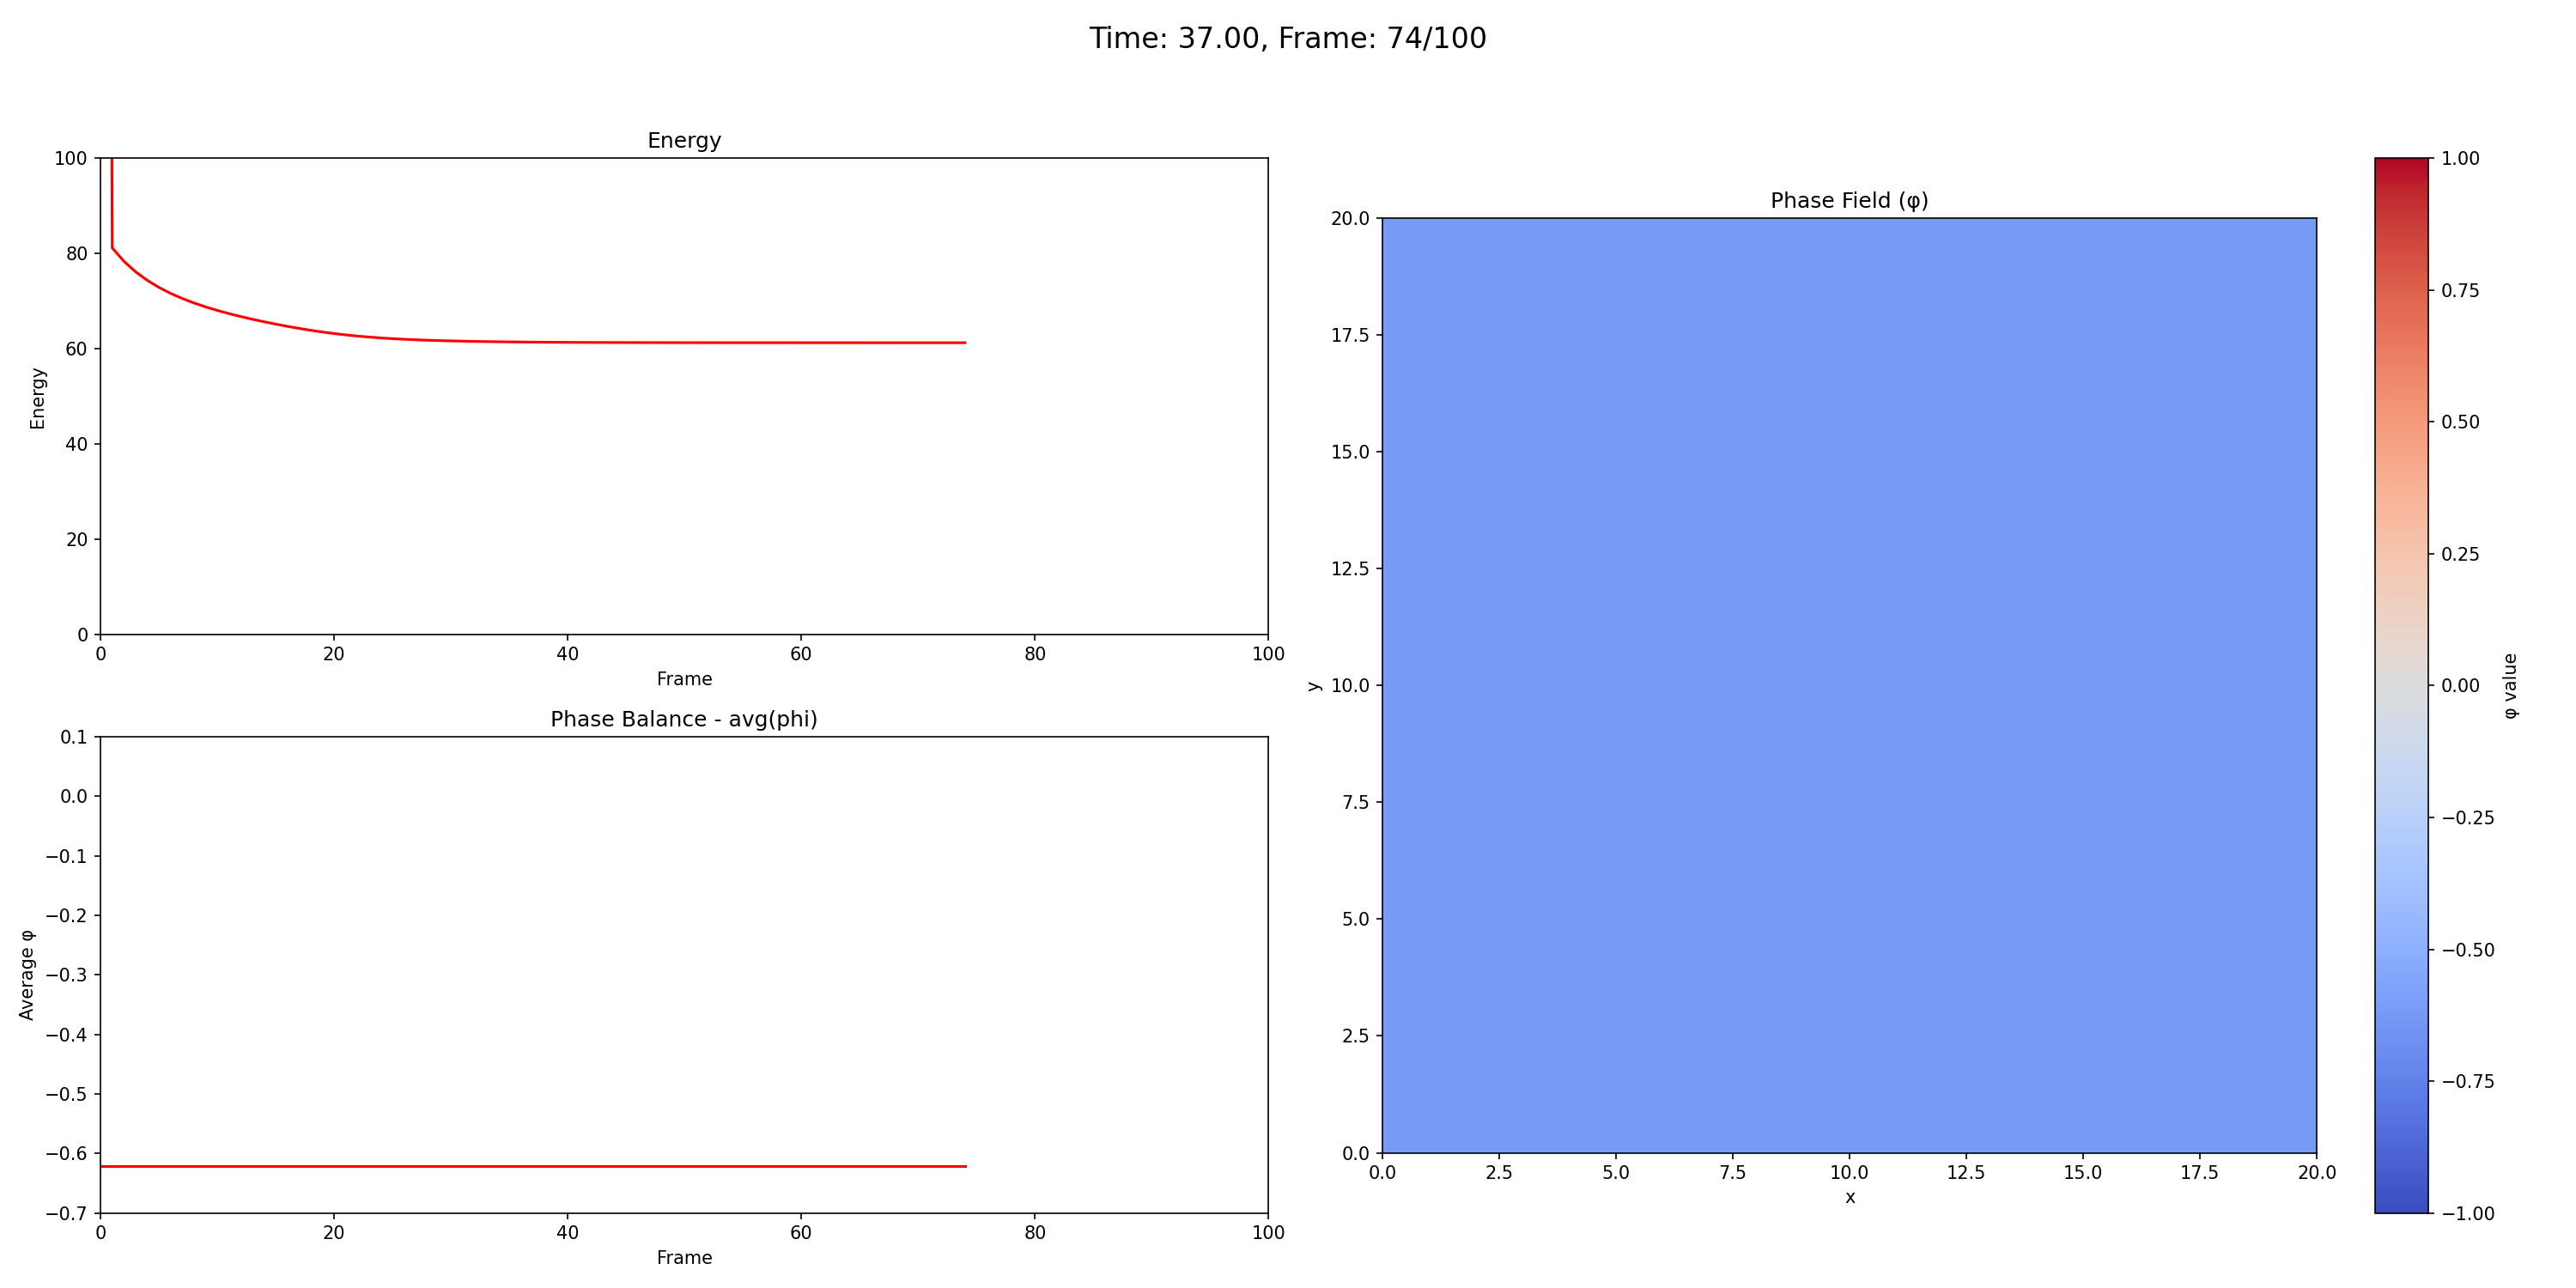 Time: 37.00, Frame: 74/100
Energy
100
80
60
40
20
0
Energy
0 20 40 60 80 100
Frame
Phase Balance - avg(phi)
0.1
0.0
−0.1
−0.2
−0.3
−0.4
−0.5
−0.6
−0.7
Average φ
0 20 40 60 80 100
Frame
Phase Field (φ)
20.0
17.5
15.0
12.5
10.0
7.5
5.0
2.5
0.0
y
0.0 2.5 5.0 7.5 10.0 12.5 15.0 17.5 20.0
x
1.00
0.75
0.50
0.25
0.00
−0.25
−0.50
−0.75
−1.00
φ value